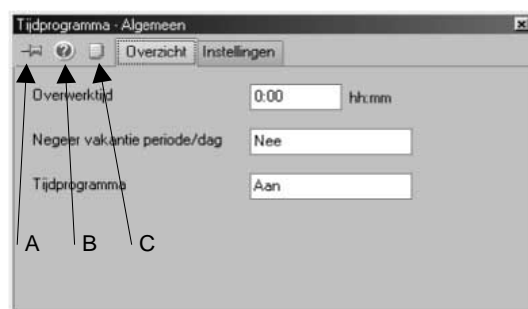 Tijdprogramma - Algemeen
Overzicht Instellingen
Overwerktijd 0:00 hh:mm
Negeer vakantie periode/dag Nee
Tijdprogramma Aan
A B C